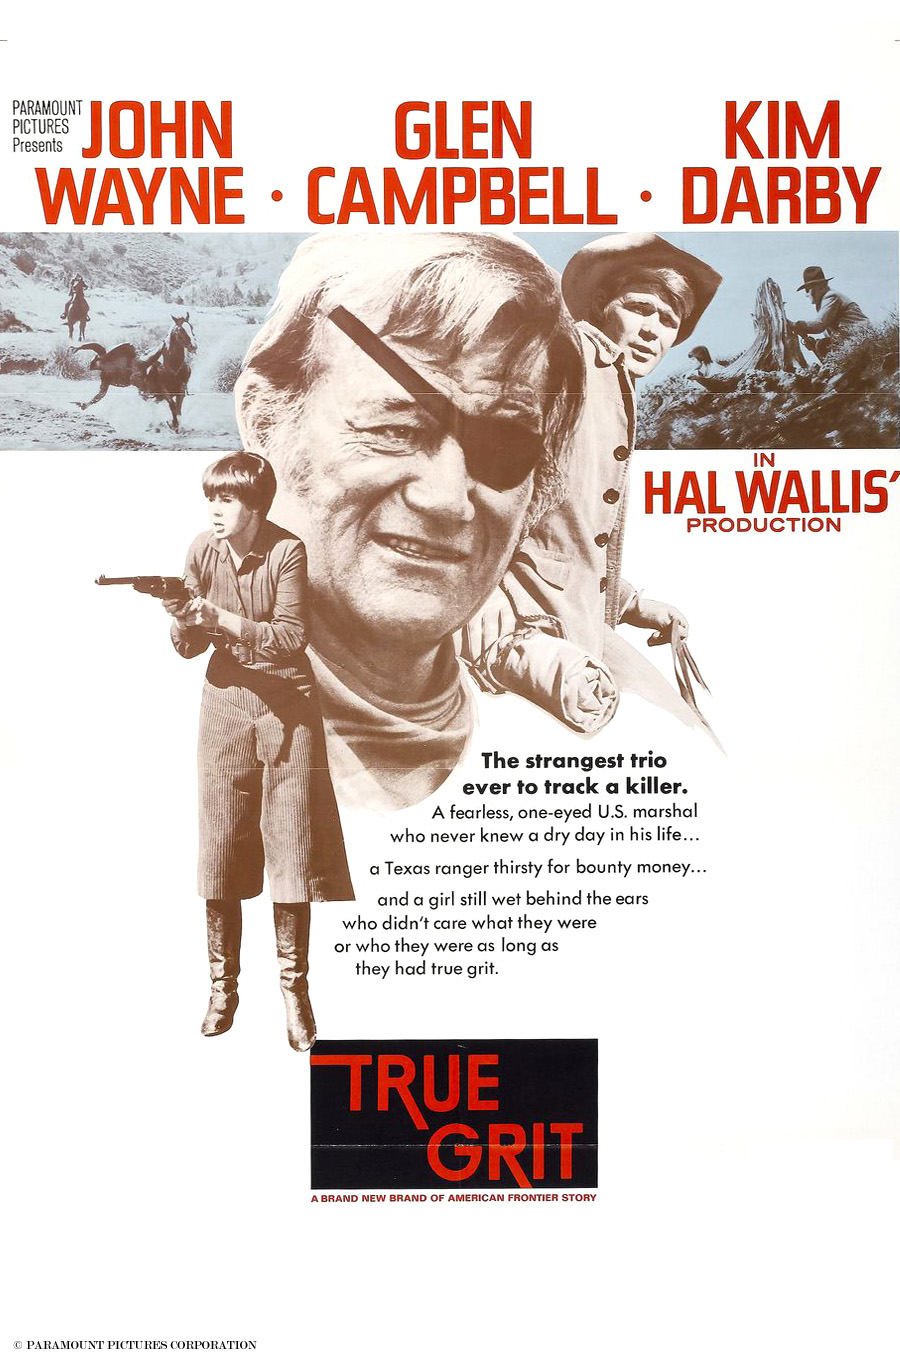 PARAMOUNT
PICTURES
Presents
JOHN
WAYNE •
GLEN
CAMPBELL •
KIM
DARBY
IN
HAL WALLIS’
PRODUCTION
The strangest trio
ever to track a killer.
A fearless, one-eyed U.S. marshal
who never knew a dry day in his life...
a Texas ranger thirsty for bounty money...
and a girl still wet behind the ears
who didn't care what they were
or who they were as long as
they had true grit.
TRUE
GRIT
A BRAND NEW BRAND OF AMERICAN FRONTIER STORY
© PARAMOUNT PICTURES CORPORATION